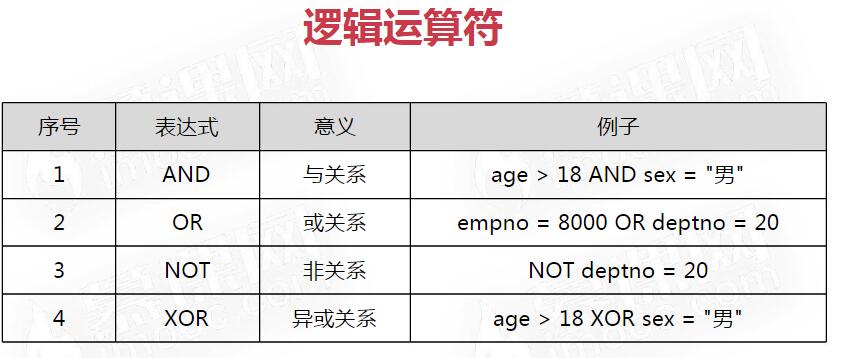 逻辑运算符
序号 表达式 意义 例子
1 AND 与关系 age > 18 AND sex = "男"
2 OR 或关系 empno = 8000 OR deptno = 20
3 NOT 非关系 NOT deptno = 20
4 XOR 异或关系 age > 18 XOR sex = "男"